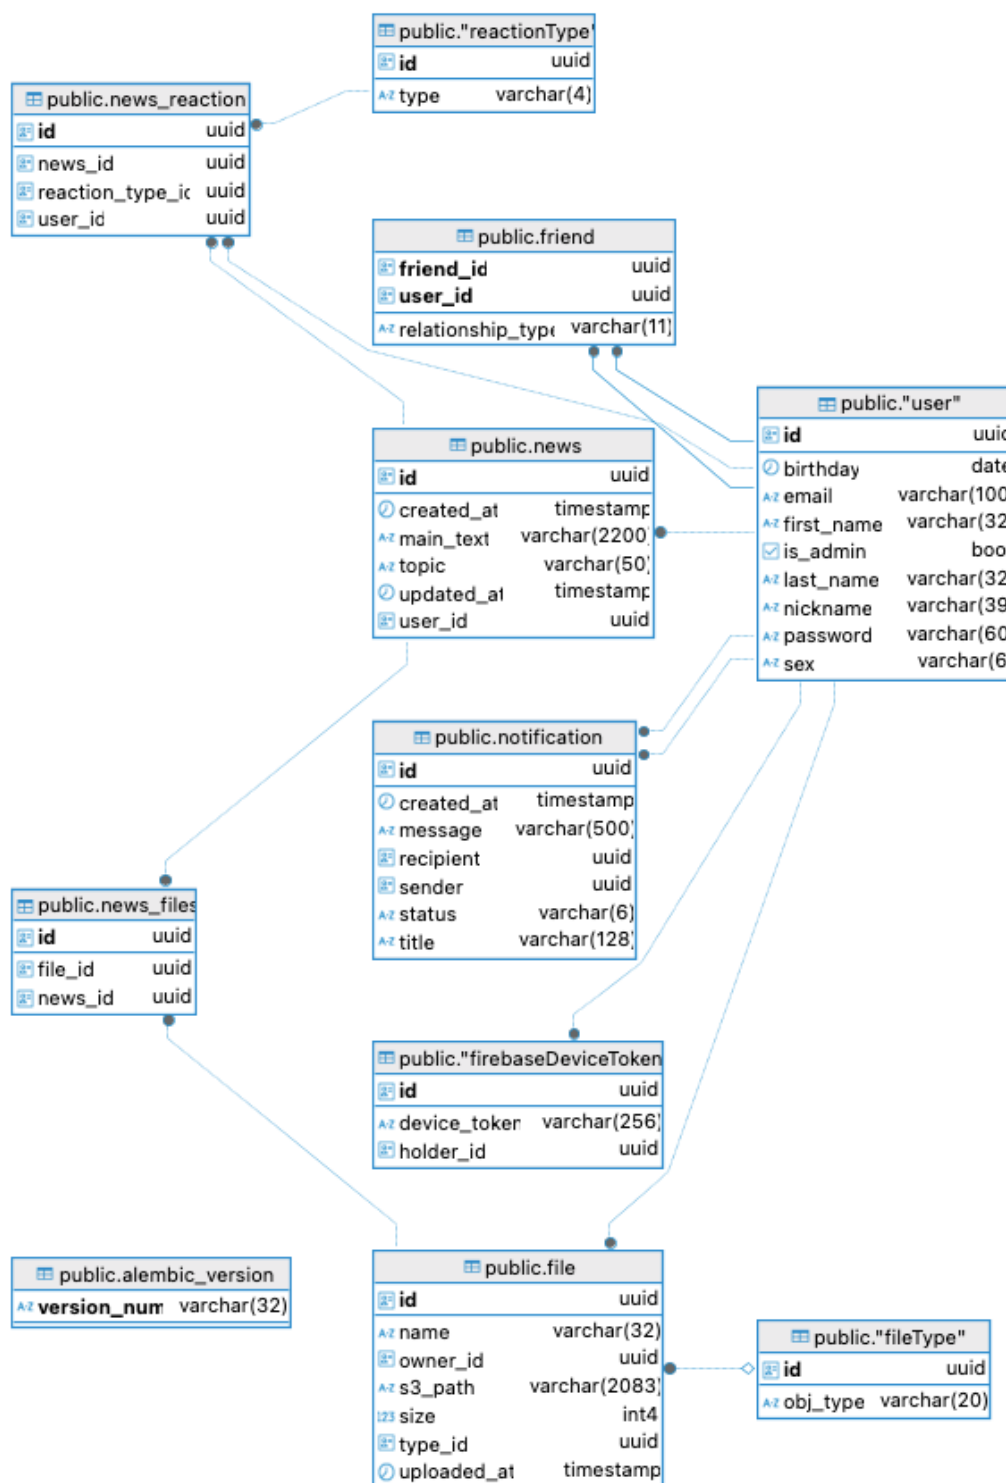 public."reactionType"
id uuid
type varchar(4)
public.news_reaction
id uuid
news_id uuid
reaction_type_ic uuid
user_id uuid
public.friend
friend_id uuid
user_id uuid
relationship_type varchar(11)
public."user"
id uuid
birthday date
email varchar(100
first_name varchar(32
is_admin boo
last_name varchar(32
nickname varchar(39
password varchar(60
sex varchar(6
public.news
id uuid
created_at timestamp
main_text varchar(2200)
topic varchar(50)
updated_at timestamp
user_id uuid
public.notification
id uuid
created_at timestamp
message varchar(500)
recipient uuid
sender uuid
status varchar(6)
title varchar(128)
public.news_files
id uuid
file_id uuid
news_id uuid
public."firebaseDeviceToken
id uuid
device_token varchar(256)
holder_id uuid
public.alembic_version
version_num varchar(32)
public.file
id uuid
name varchar(32)
owner_id uuid
s3_path varchar(2083)
123 size int4
type_id uuid
uploaded_at timestamp
public."fileType"
id uuid
obj_type varchar(20)